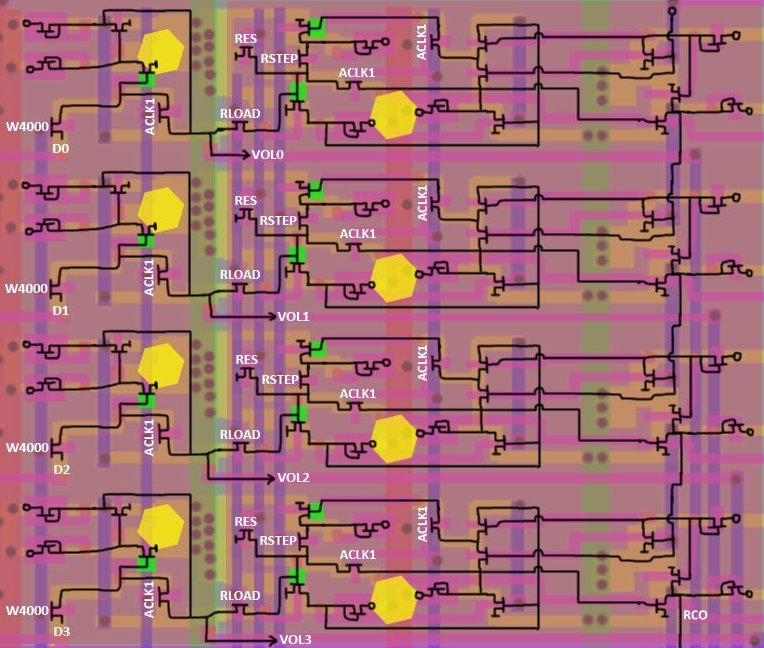 RES
ACLK1
RSTEP
ACLK1
ACLK1
RLOAD
W4000
D0
VOL0
RES
ACLK1
RSTEP
ACLK1
ACLK1
RLOAD
W4000
D1
VOL1
RES
ACLK1
RSTEP
ACLK1
ACLK1
RLOAD
W4000
D2
VOL2
RES
ACLK1
RSTEP
ACLK1
ACLK1
RLOAD
W4000
RCO
D3
VOL3